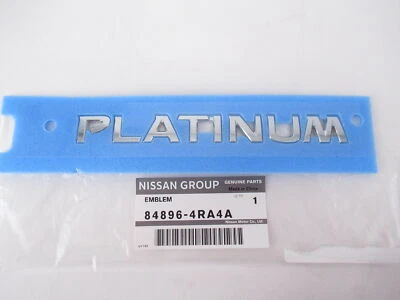 PLATINUM
NISSAN GROUP GENUINE PARTS
Made in China
EMBLEM 1
84896-4RA4A
Nissan Motor Co., Ltd